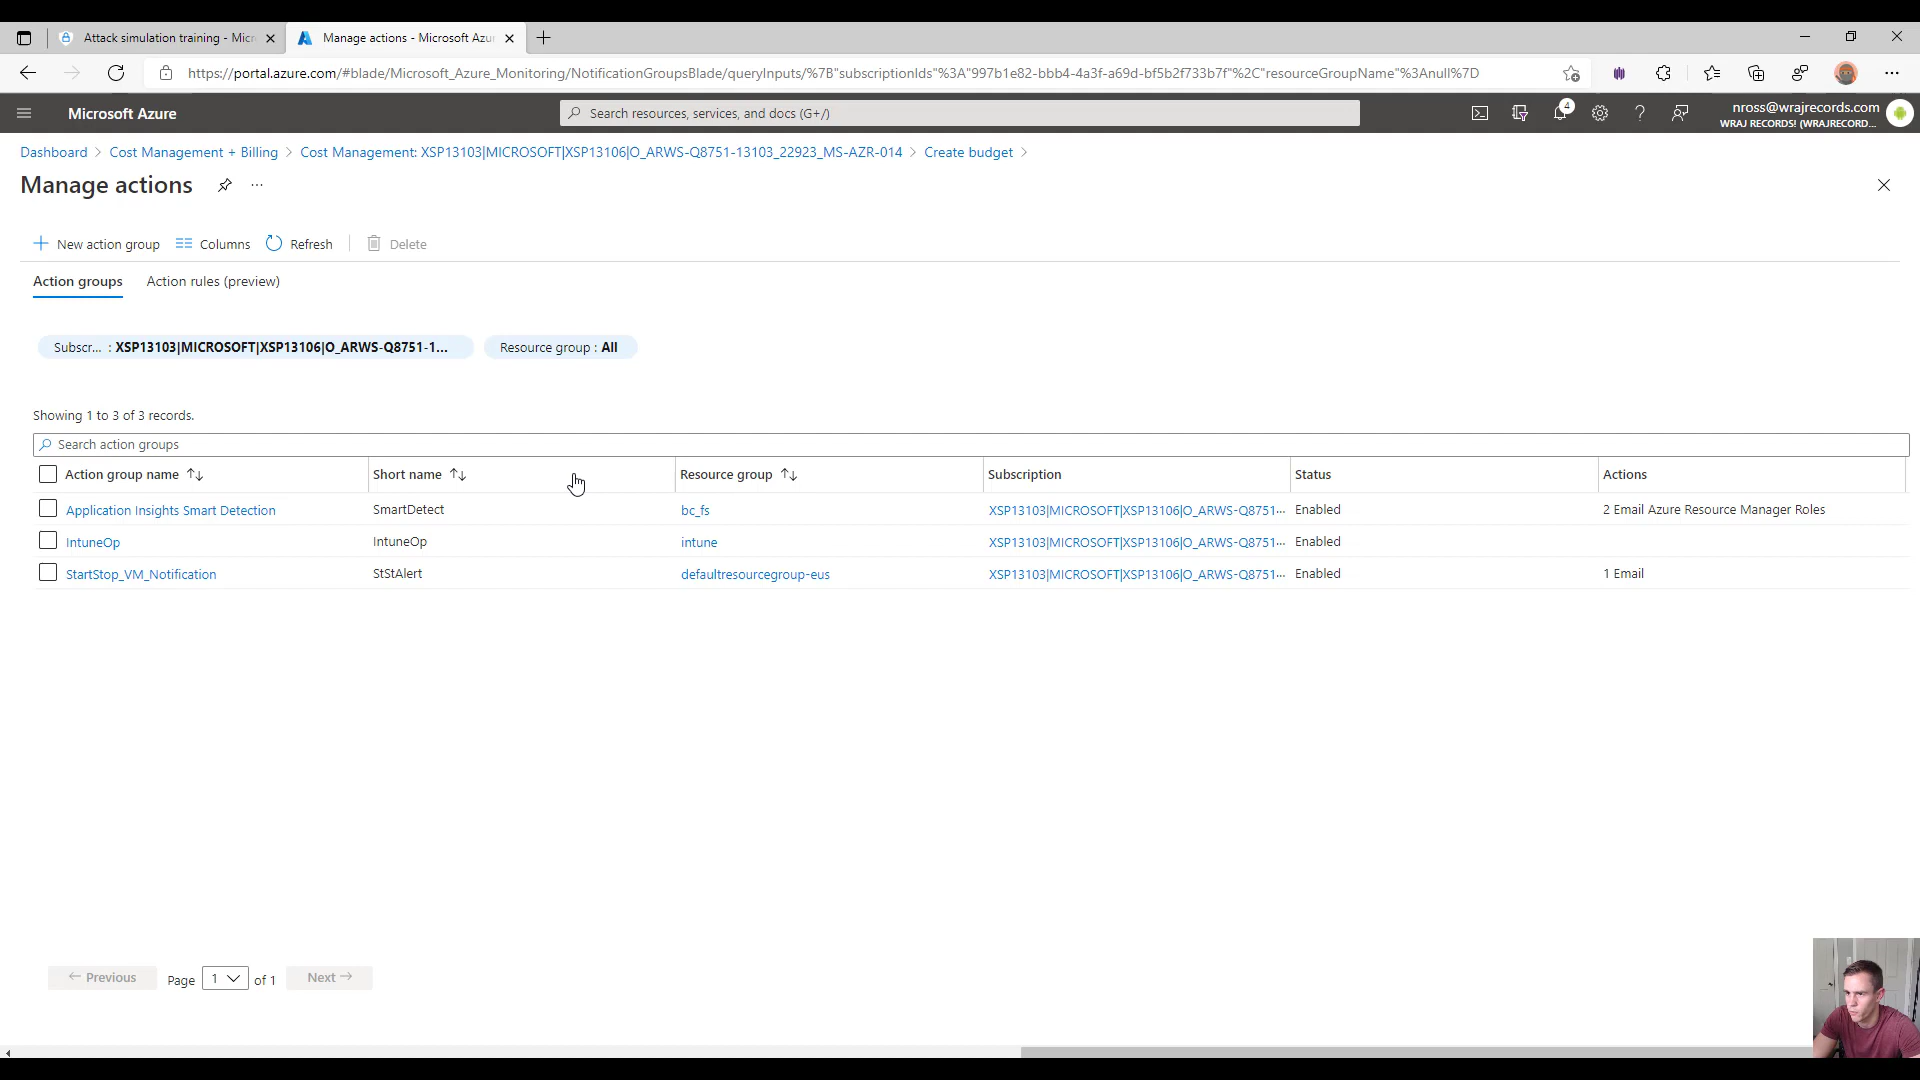 Attack simulation training - Micr
Manage actions - Microsoft Azu
https://portal.azure.com/#blade/Microsoft_Azure_Monitoring/NotificationGroupsBlade/queryInputs/%7B"subscriptionIds"%3A"997b1e82-bbb4-4a3f-a69d-bf5b2f733b7f"%2C"resourceGroupName"%3Anull%7D
Microsoft Azure
Search resources, services, and docs (G+/)
4
nross@wrajrecords.com
WRAJ RECORDS! (WRAJRECORD...
Dashboard > Cost Management + Billing > Cost Management: XSP13103|MICROSOFT|XSP13106|O_ARWS-Q8751-13103_22923_MS-AZR-014 > Create budget >
Manage actions
New action group Columns Refresh Delete
Action groups Action rules (preview)
Subscr... : XSP13103|MICROSOFT|XSP13106|O_ARWS-Q8751-1... Resource group : All
Showing 1 to 3 of 3 records.
Search action groups
Action group name Short name Resource group Subscription Status Actions
Application Insights Smart Detection SmartDetect bc_fs XSP13103|MICROSOFT|XSP13106|O_ARWS-Q8751... Enabled 2 Email Azure Resource Manager Roles
IntuneOp IntuneOp intune XSP13103|MICROSOFT|XSP13106|O_ARWS-Q8751... Enabled
StartStop_VM_Notification StStAlert defaultresourcegroup-eus XSP13103|MICROSOFT|XSP13106|O_ARWS-Q8751... Enabled 1 Email
Previous Page 1 of 1 Next